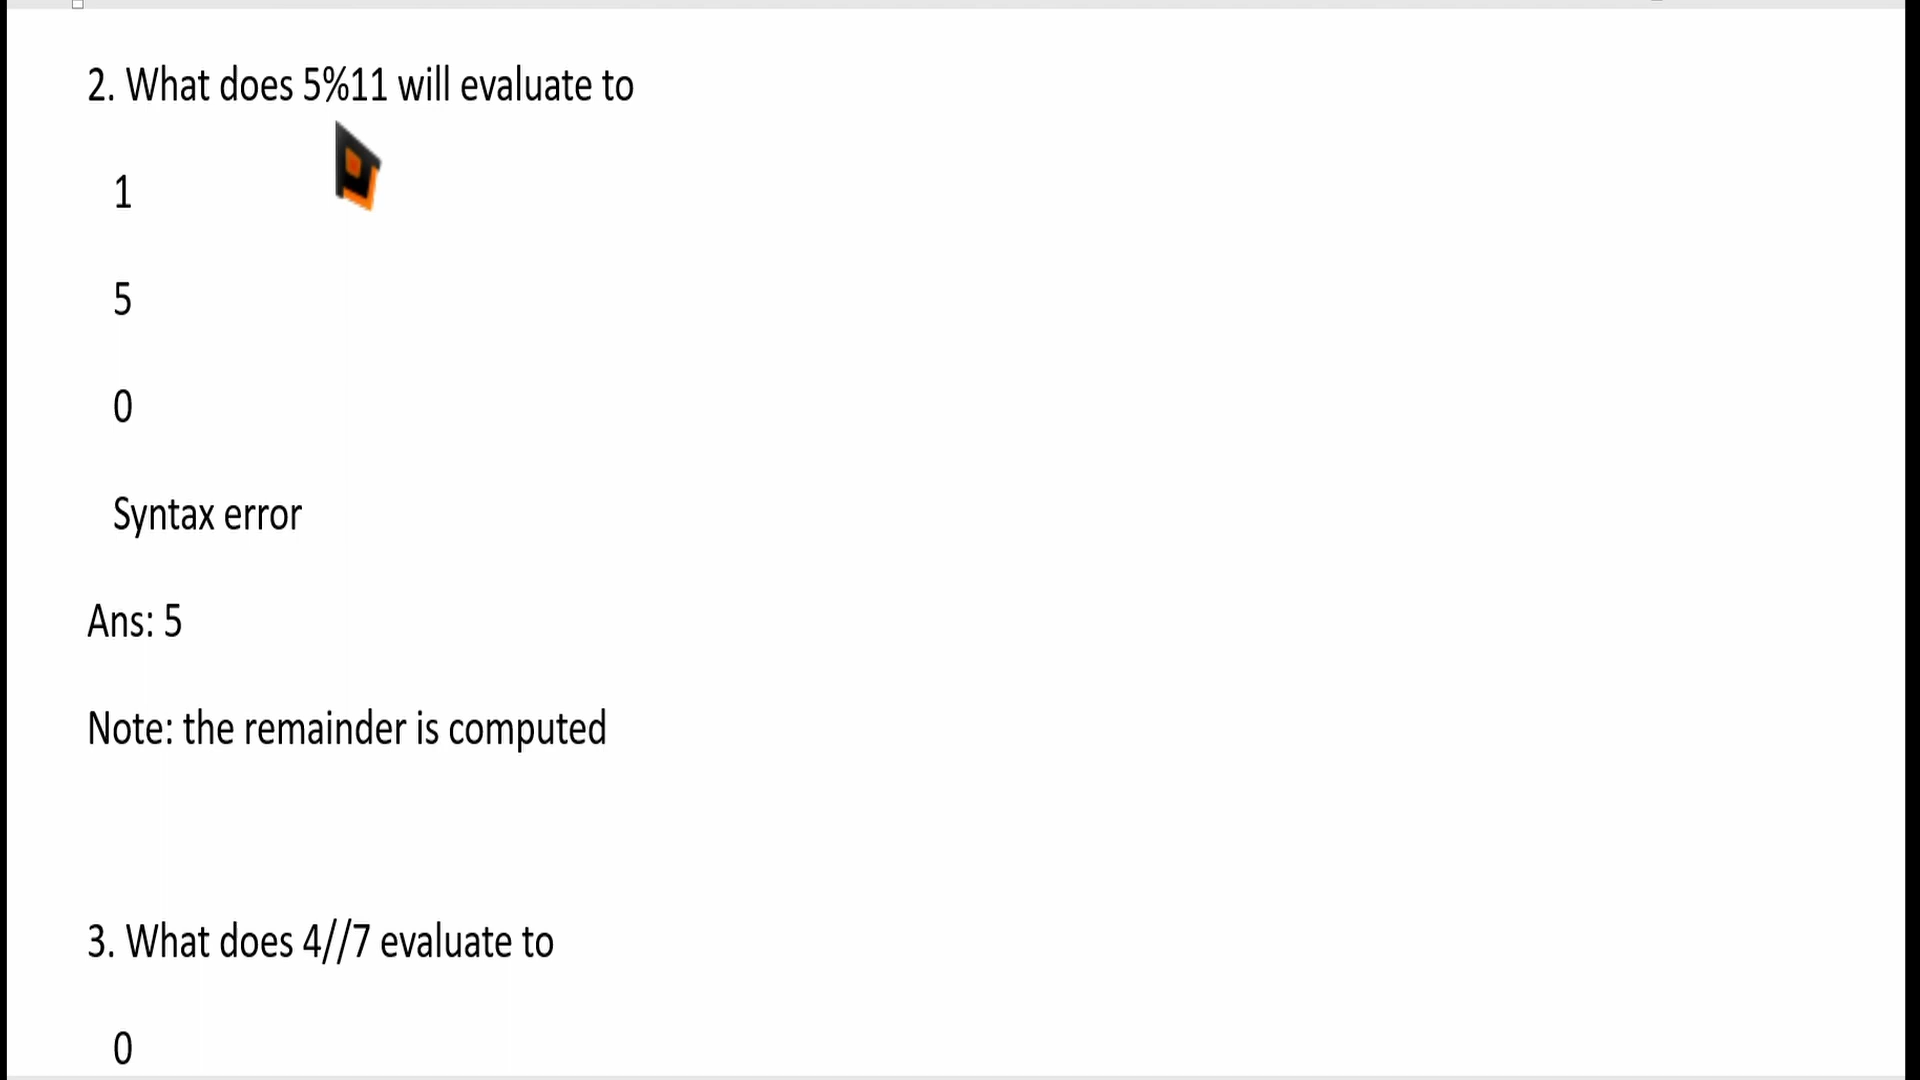 2. What does 5%11 will evaluate to
1
5
0
Syntax error
Ans: 5
Note: the remainder is computed
3. What does 4//7 evaluate to
0